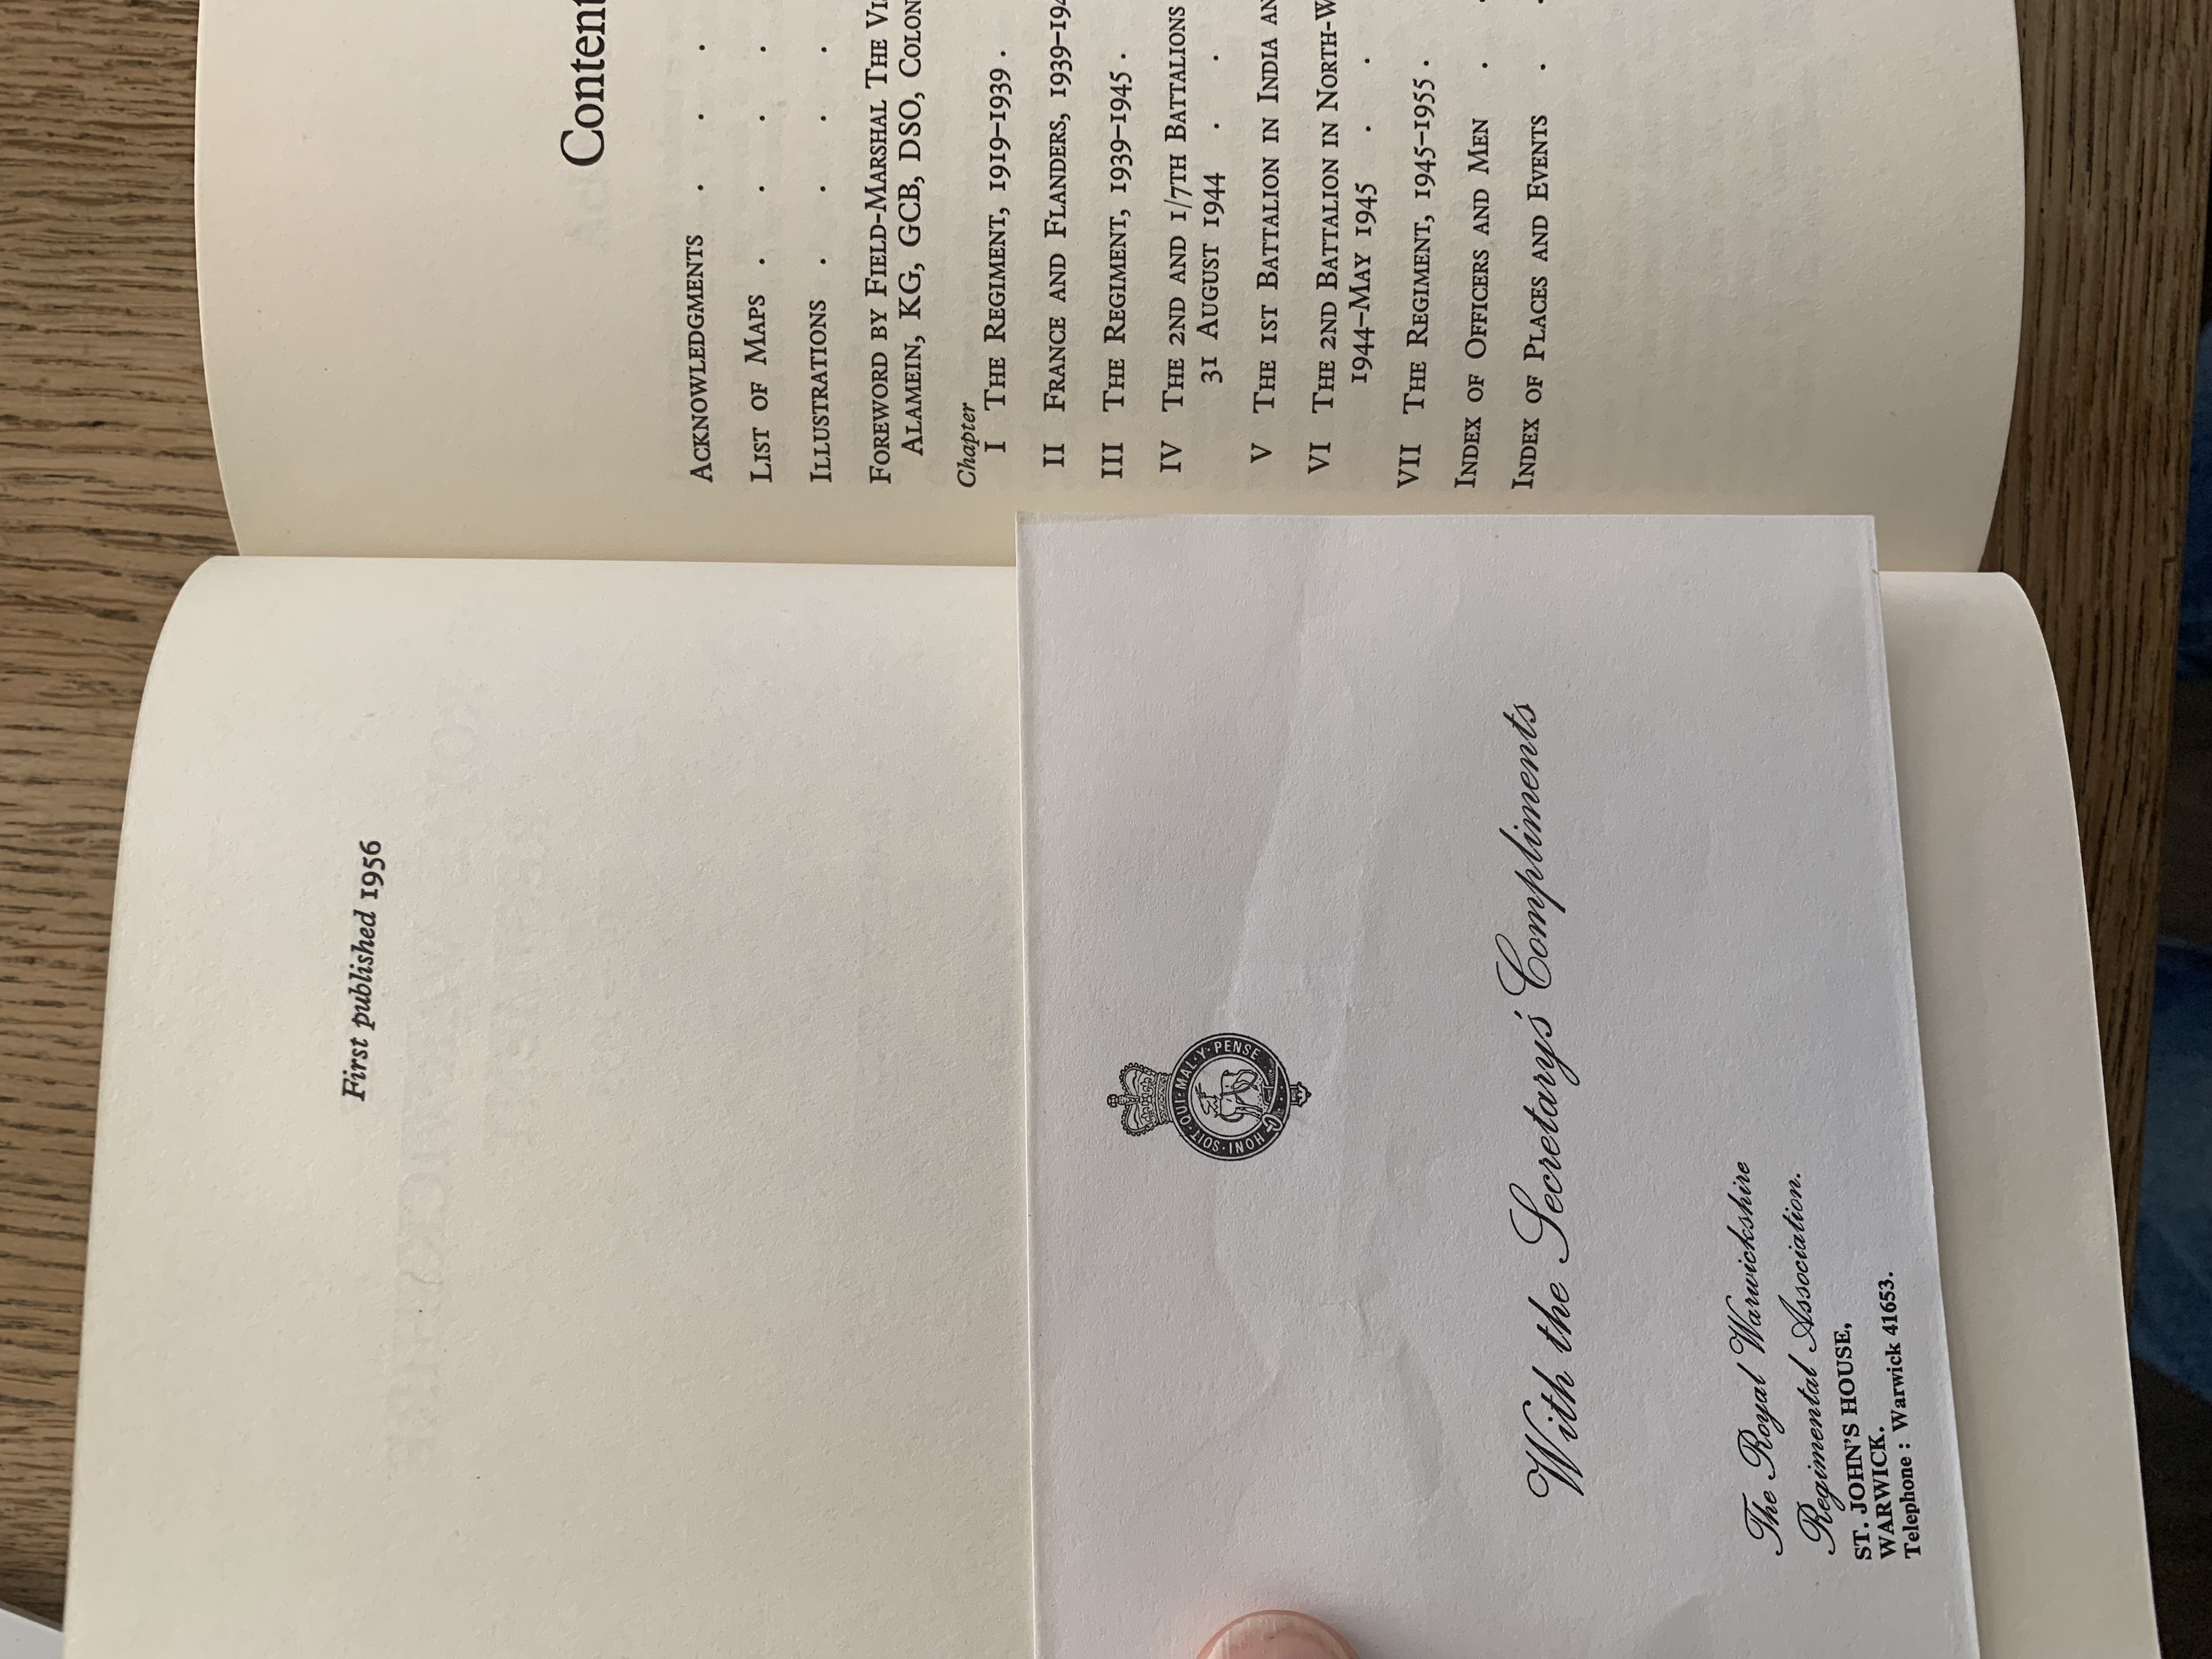 First published 1956
HONI·SOIT·QUI·MAL·Y·PENSE
With the Secretary's Compliments
The Royal Warwickshire
Regimental Association.
ST. JOHN'S HOUSE,
WARWICK.
Telephone : Warwick 41653.
Content
ACKNOWLEDGMENTS . . . .
LIST OF MAPS . . . .
ILLUSTRATIONS . . . .
FOREWORD BY FIELD-MARSHAL THE
ALAMEIN, KG, GCB, DSO, COLON
Chapter
I THE REGIMENT, 1919–1939 .
II FRANCE AND FLANDERS, 1939–194
III THE REGIMENT, 1939–1945 .
IV THE 2ND AND 1/7TH BATTALIONS
31 AUGUST 1944 . .
V THE 1ST BATTALION IN INDIA AN
VI THE 2ND BATTALION IN NORTH-W
1944–MAY 1945 . .
VII THE REGIMENT, 1945–1955 .
INDEX OF OFFICERS AND MEN . .
INDEX OF PLACES AND EVENTS . .